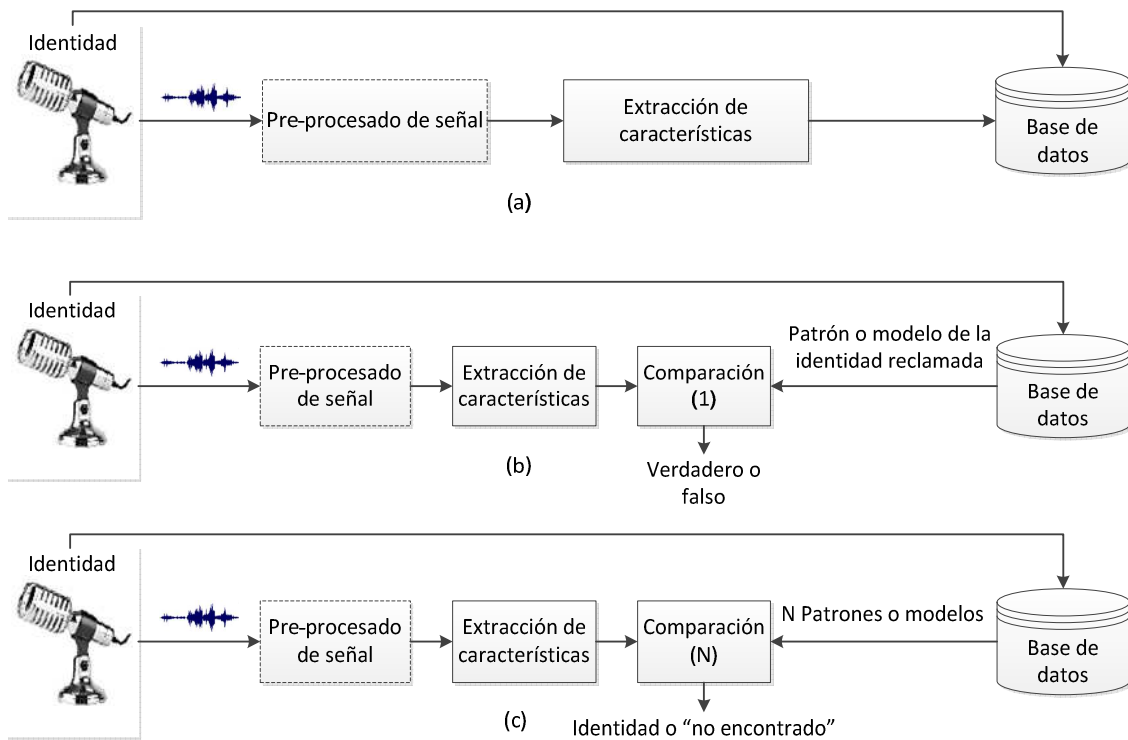 Identidad
Pre-procesado de señal
Extracción de
características
Base de
datos
(a)
Identidad
Patrón o modelo de la
identidad reclamada
Pre-procesado
de señal
Extracción de
características
Comparación
(1)
Base de
datos
(b)
Verdadero o
falso
Identidad
N Patrones o modelos
Pre-procesado
de señal
Extracción de
características
Comparación
(N)
Base de
datos
(c)
Identidad o “no encontrado”